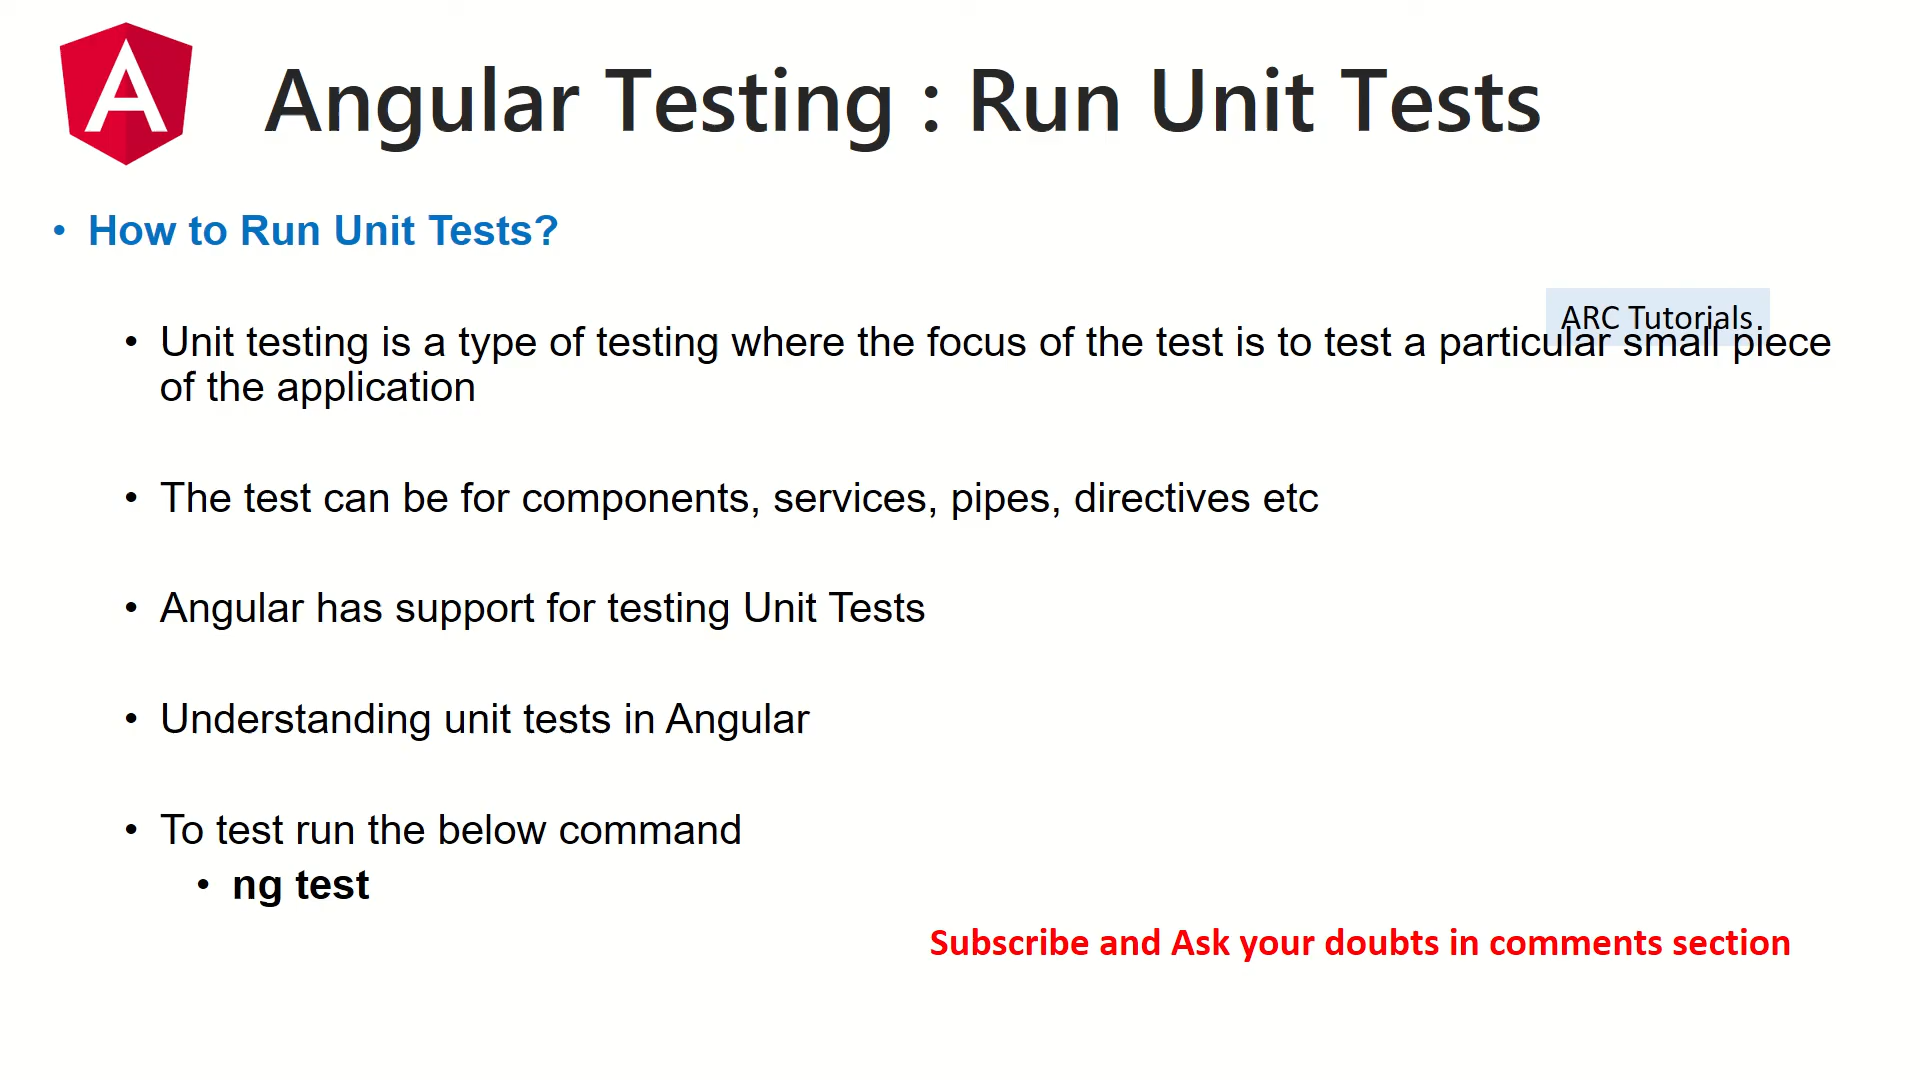 Angular Testing : Run Unit Tests
• How to Run Unit Tests?
ARC Tutorials
• Unit testing is a type of testing where the focus of the test is to test a particular small piece
of the application
• The test can be for components, services, pipes, directives etc
• Angular has support for testing Unit Tests
• Understanding unit tests in Angular
• To test run the below command
• ng test
Subscribe and Ask your doubts in comments section